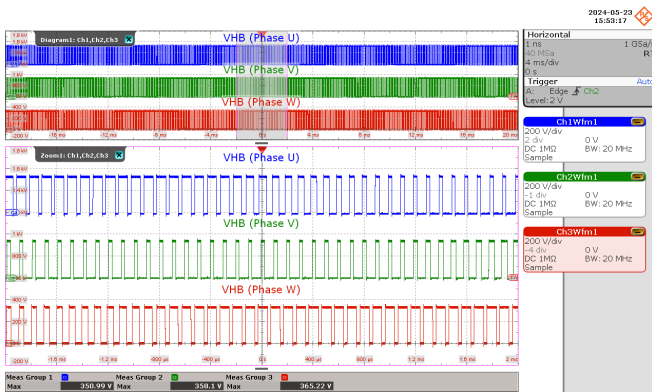 2024-05-23
15:53:17
Horizontal
1 ns 1 GSa/s
40 MSa R
4 ms/div
0 s
Trigger Auto
A: Edge Ch2
Level: 2 V
Diagram1: Ch1,Ch2,Ch3
VHB (Phase U)
VHB (Phase V)
VHB (Phase W)
-16 ms -12 ms -8 ms -4 ms 0 s 4 ms 8 ms 12 ms 16 ms 20 ms
Zoom1: Ch1,Ch2,Ch3
VHB (Phase U)
VHB (Phase V)
VHB (Phase W)
-1.6 ms -1.2 ms -800 µs -400 µs 0 s 400 µs 800 µs 1.2 ms 1.6 ms 2 ms
Ch1Wfm1
200 V/div
2 div 0 V
DC 1MΩ BW: 20 MHz
Sample
Ch2Wfm1
200 V/div
-1 div 0 V
DC 1MΩ BW: 20 MHz
Sample
Ch3Wfm1
200 V/div
-4 div 0 V
DC 1MΩ BW: 20 MHz
Sample
Meas Group 1 Meas Group 2 Meas Group 3
Max 350.99 V Max 358.1 V Max 365.22 V